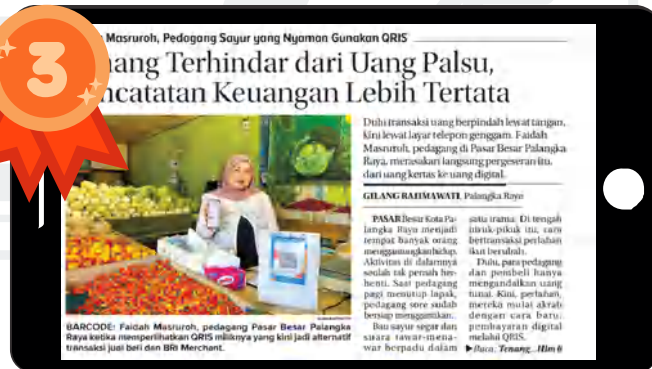 Masruroh, Pedagang Sayur yang Nyaman Gunakan QRIS
nang Terhindar dari Uang Palsu,
ncatatan Keuangan Lebih Tertata
3
Dulu transaksi uang berpindah lewat tangan,
kini lewat layar telepon genggam. Faidah
Masruroh, pedagang di Pasar Besar Palangka
Raya, merasakan langsung pergeseran itu,
dari uang kertas ke uang digital.
GILANG RAHMAWATI, Palangka Raya
PASAR Besar Kota Pa-
langka Raya menjadi
tempat banyak orang
menggantungkan hidup.
Aktivitas di dalamnya
seolah tak pernah ber-
henti. Saat pedagang
pagi menutup lapak,
pedagang sore sudah
bersiap menggantikan.
Bau sayur segar dan
suara tawar-mena-
war berpadu dalam
satu irama. Di tengah
hiruk-pikuk itu, cara
bertransaksi perlahan
ikut berubah.
Dulu, para pedagang
dan pembeli hanya
mengandalkan uang
tunai. Kini, perlahan,
mereka mulai akrab
dengan cara baru:
pembayaran digital
melalui QRIS.
▶Baca: Tenang...Hlm 6
BARCODE: Faidah Masruroh, pedagang Pasar Besar Palangka
Raya ketika memperlihatkan QRIS miliknya yang kini jadi alternatif
transaksi jual beli dan BRI Merchant.